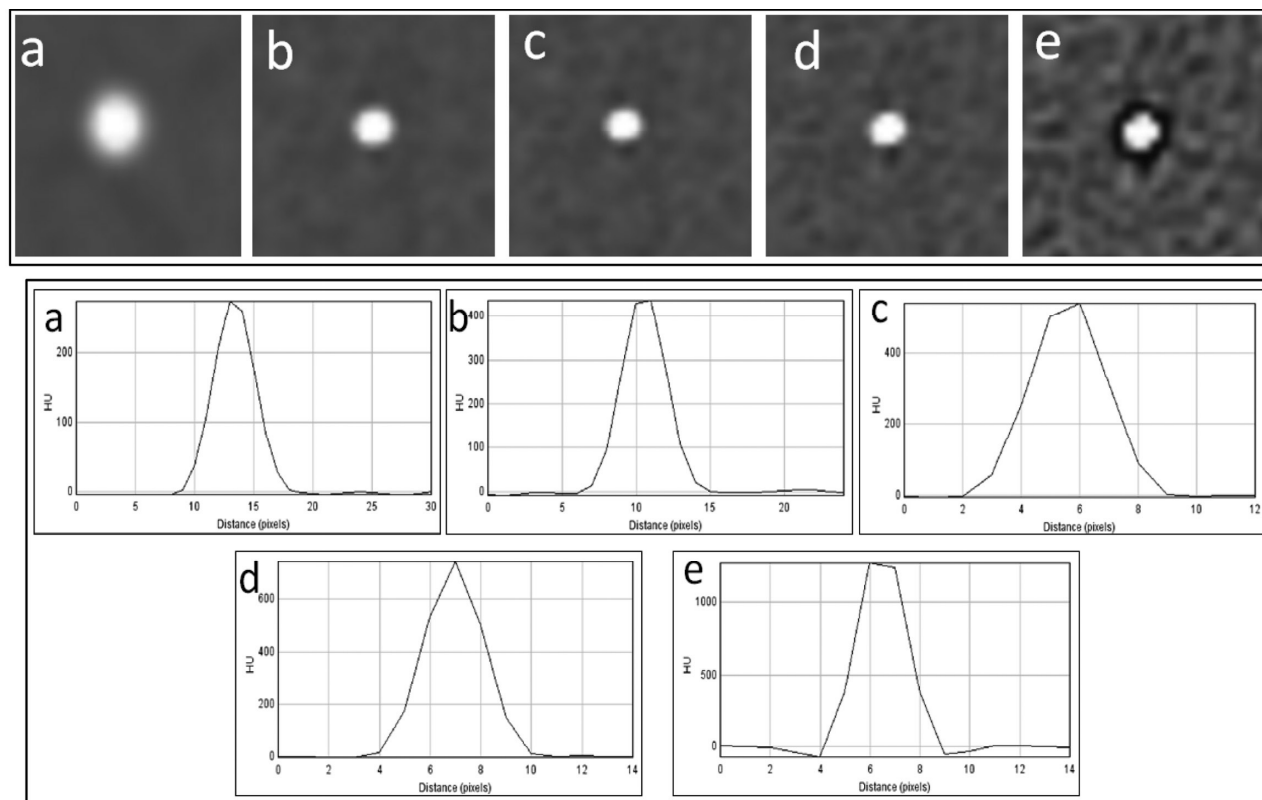 a b c d e
a
HU
200
100
0
0 5 10 15 20 25 30
Distance (pixels)
b
HU
400
300
200
100
0
0 5 10 15 20
Distance (pixels)
c
HU
400
200
0
0 2 4 6 8 10 12
Distance (pixels)
d
HU
600
400
200
0
0 2 4 6 8 10 12 14
Distance (pixels)
e
HU
1000
500
0
0 2 4 6 8 10 12 14
Distance (pixels)